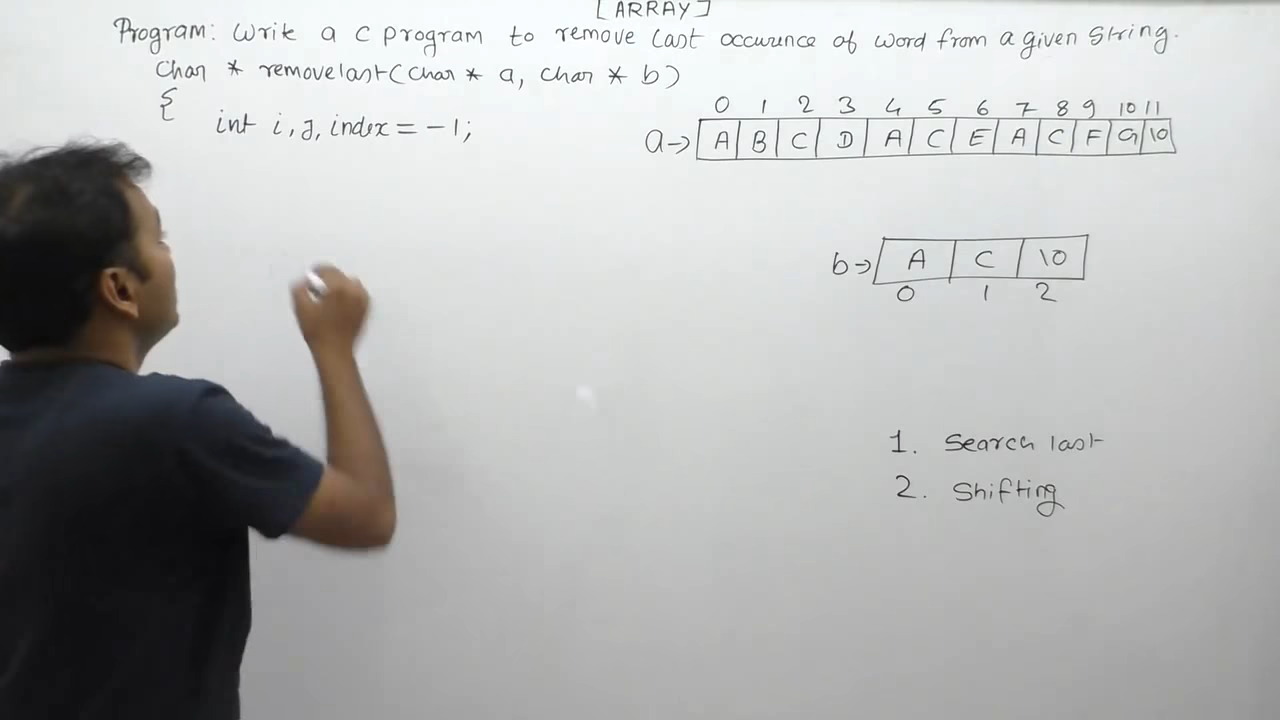 [ARRAY]
Program: Write a C program to remove last occurence of word from a given string.
char * removelast(char * a, char * b)
{
int i, j, index = -1;
0 1 2 3 4 5 6 7 8 9 10 11
a→ A B C D A C E A C F G \0
b→ A C \0
0 1 2
1. Search last
2. Shifting